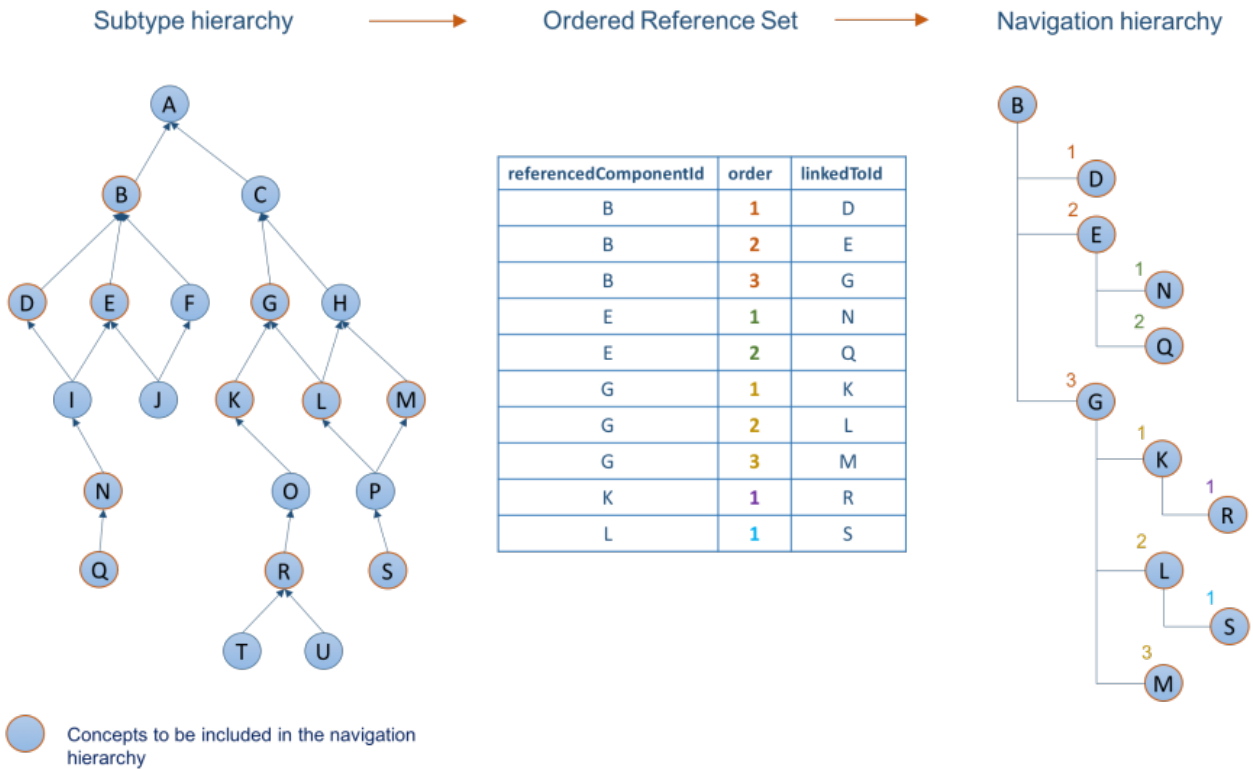 Subtype hierarchy
Ordered Reference Set
Navigation hierarchy
A
B
C
D
E
F
G
H
I
J
K
L
M
N
O
P
Q
R
S
T
U
Concepts to be included in the navigation
hierarchy
referencedComponentId order linkedToId
B 1 D
B 2 E
B 3 G
E 1 N
E 2 Q
G 1 K
G 2 L
G 3 M
K 1 R
L 1 S
B
1
D
2
E
1
N
2
Q
3
G
1
K
1
R
2
L
1
S
3
M